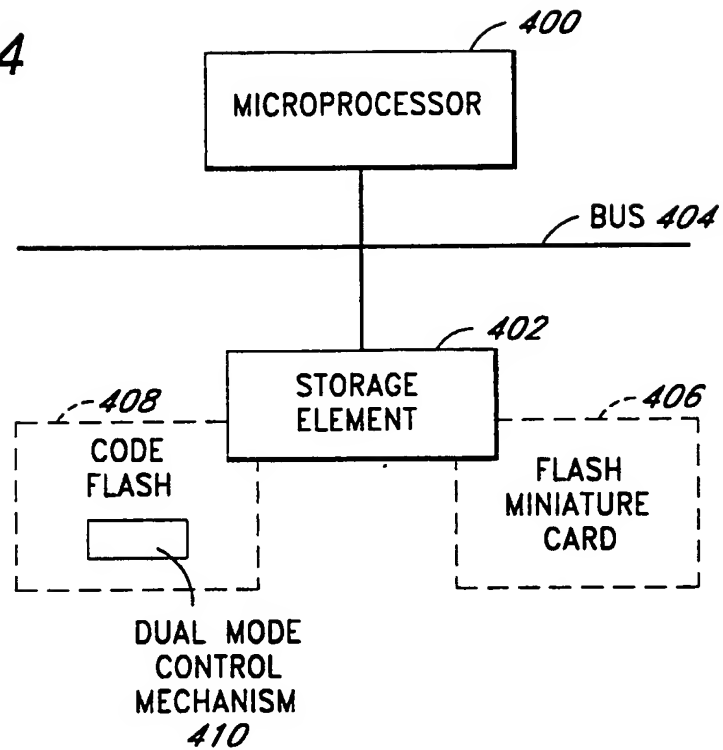 4
400
MICROPROCESSOR
BUS 404
402
STORAGE
ELEMENT
408
CODE
FLASH
406
FLASH
MINIATURE
CARD
DUAL MODE
CONTROL
MECHANISM
410